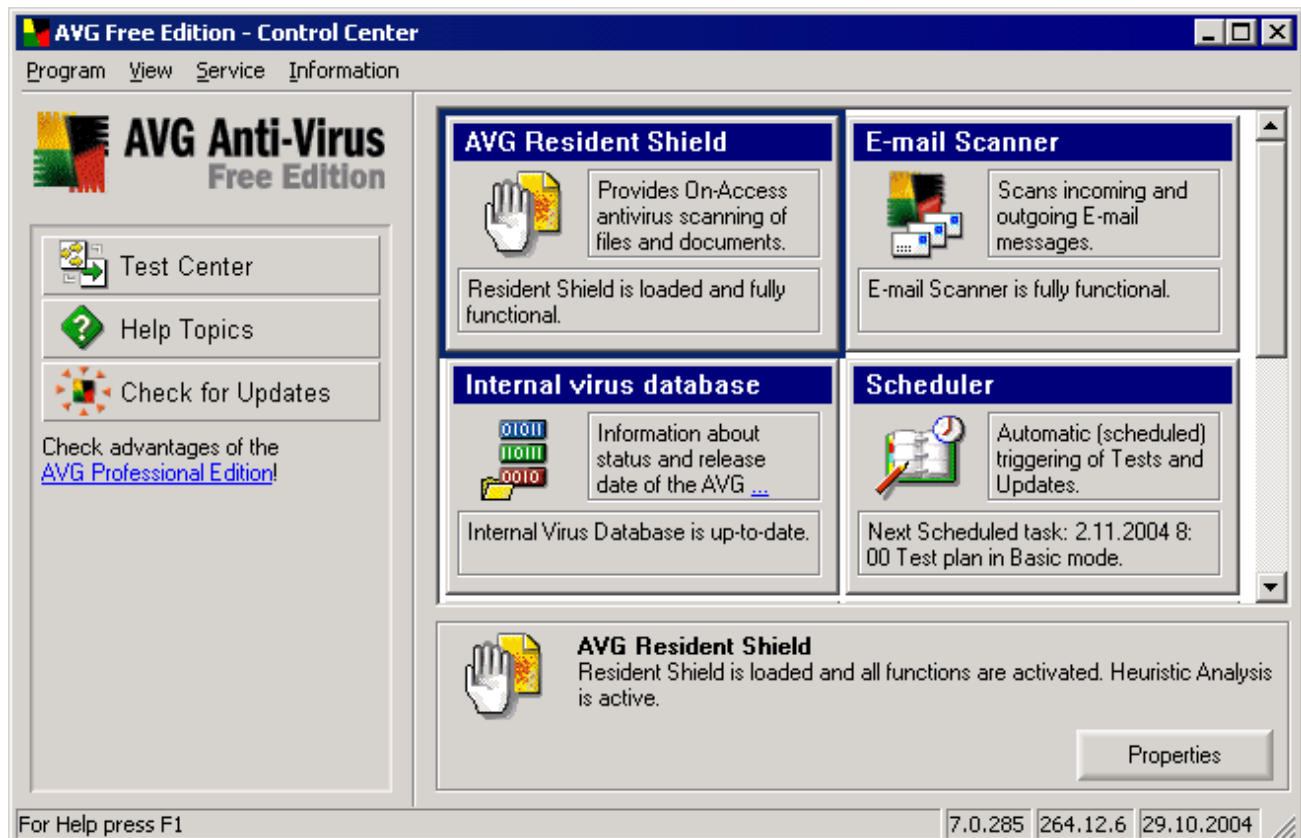 AVG Free Edition - Control Center
Program View Service Information
AVG Anti-Virus
Free Edition
Test Center
Help Topics
Check for Updates
Check advantages of the
AVG Professional Edition!
AVG Resident Shield
Provides On-Access
antivirus scanning of
files and documents.
Resident Shield is loaded and fully
functional.
E-mail Scanner
Scans incoming and
outgoing E-mail
messages.
E-mail Scanner is fully functional.
Internal virus database
01011
11011
0010
Information about
status and release
date of the AVG ...
Internal Virus Database is up-to-date.
Scheduler
Automatic (scheduled)
triggering of Tests and
Updates.
Next Scheduled task: 2.11.2004 8:
00 Test plan in Basic mode.
AVG Resident Shield
Resident Shield is loaded and all functions are activated. Heuristic Analysis
is active.
Properties
For Help press F1
7.0.285 264.12.6 29.10.2004